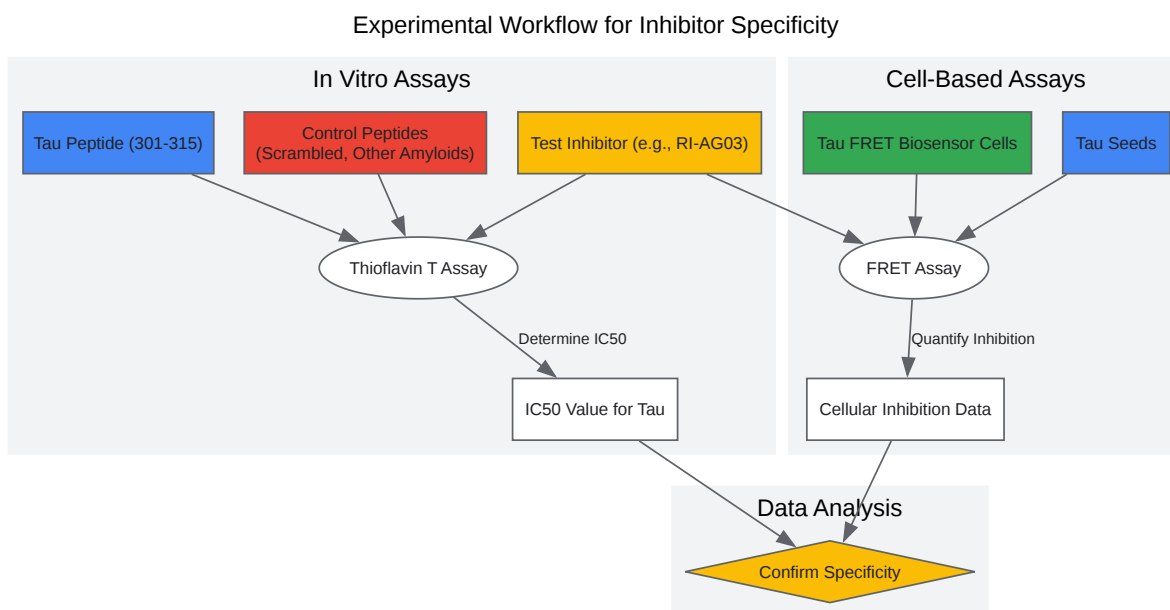 Experimental Workflow for Inhibitor Specificity
In Vitro Assays
Cell-Based Assays
Tau Peptide (301-315)
Control Peptides
(Scrambled, Other Amyloids)
Test Inhibitor (e.g., RI-AG03)
Tau FRET Biosensor Cells
Tau Seeds
Thioflavin T Assay
FRET Assay
Determine IC50
Quantify Inhibition
IC50 Value for Tau
Cellular Inhibition Data
Data Analysis
Confirm Specificity